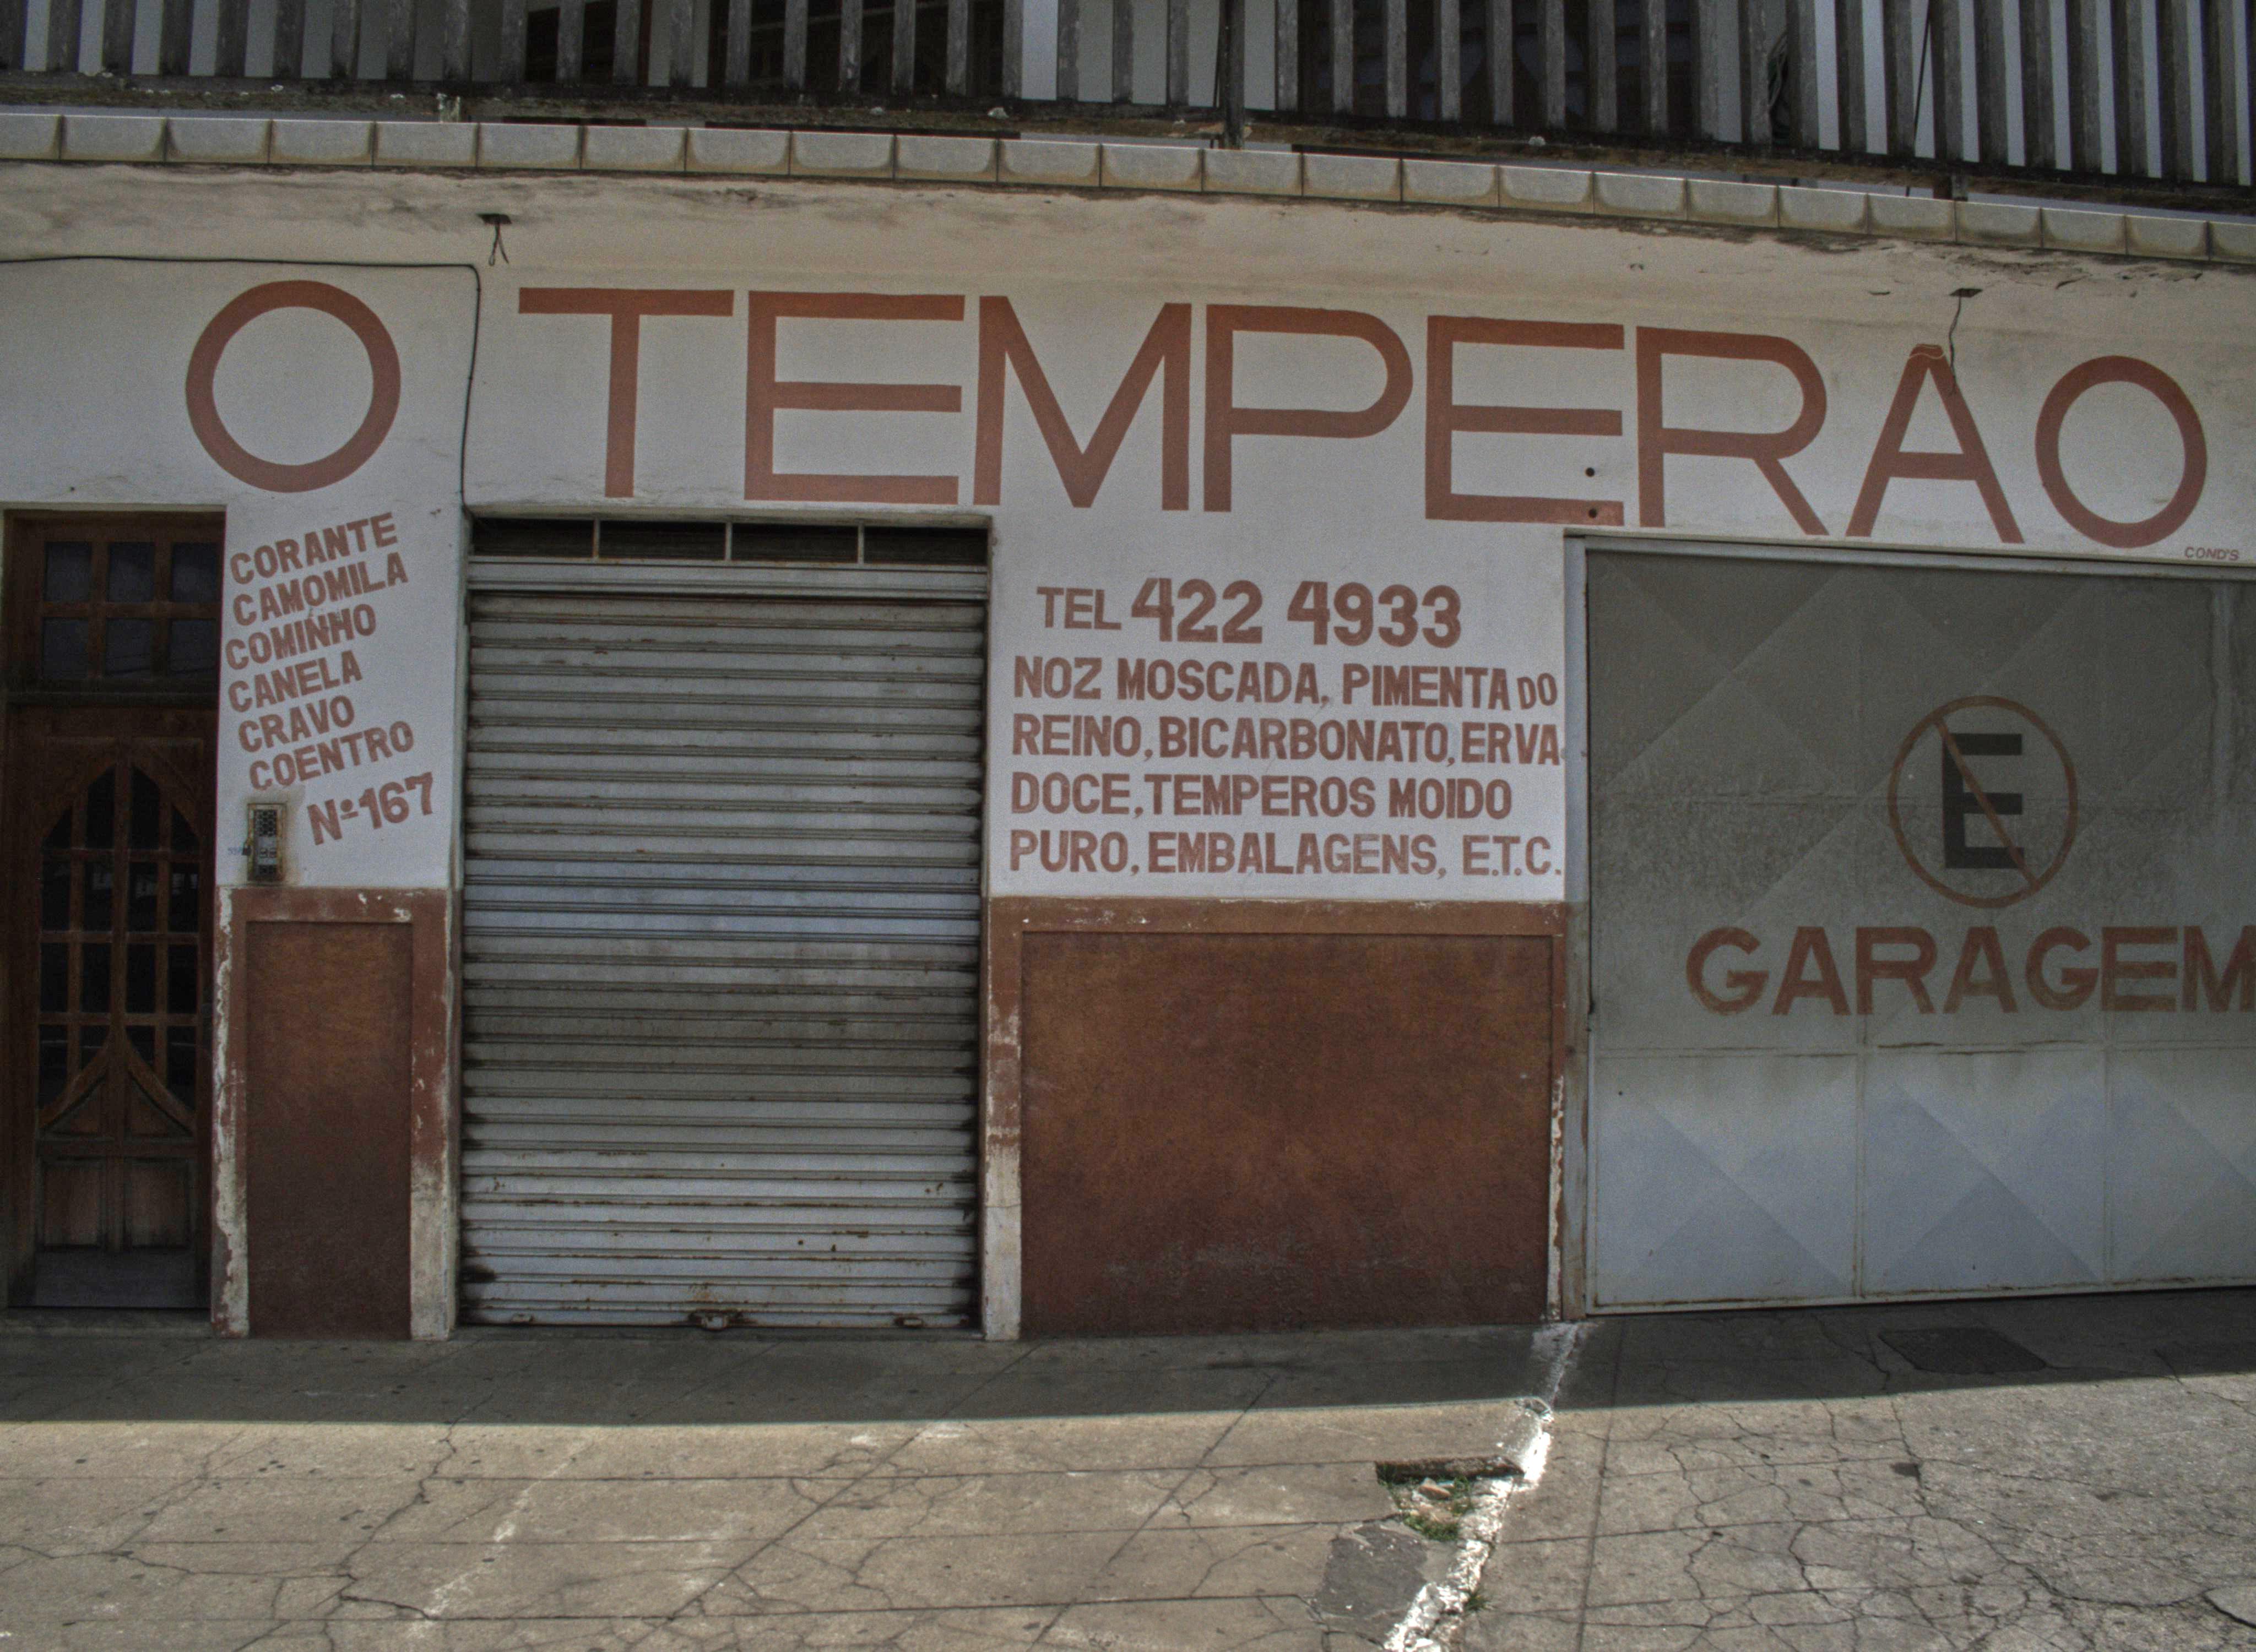 O TEMPERÃO
COND'S
CORANTE
CAMOMILA
COMINHO
CANELA
CRAVO
COENTRO
Nº 167
TEL 422 4933
NOZ MOSCADA, PIMENTA DO
REINO, BICARBONATO, ERVA
DOCE, TEMPEROS MOIDO
PURO, EMBALAGENS, E.T.C.
E
GARAGEM